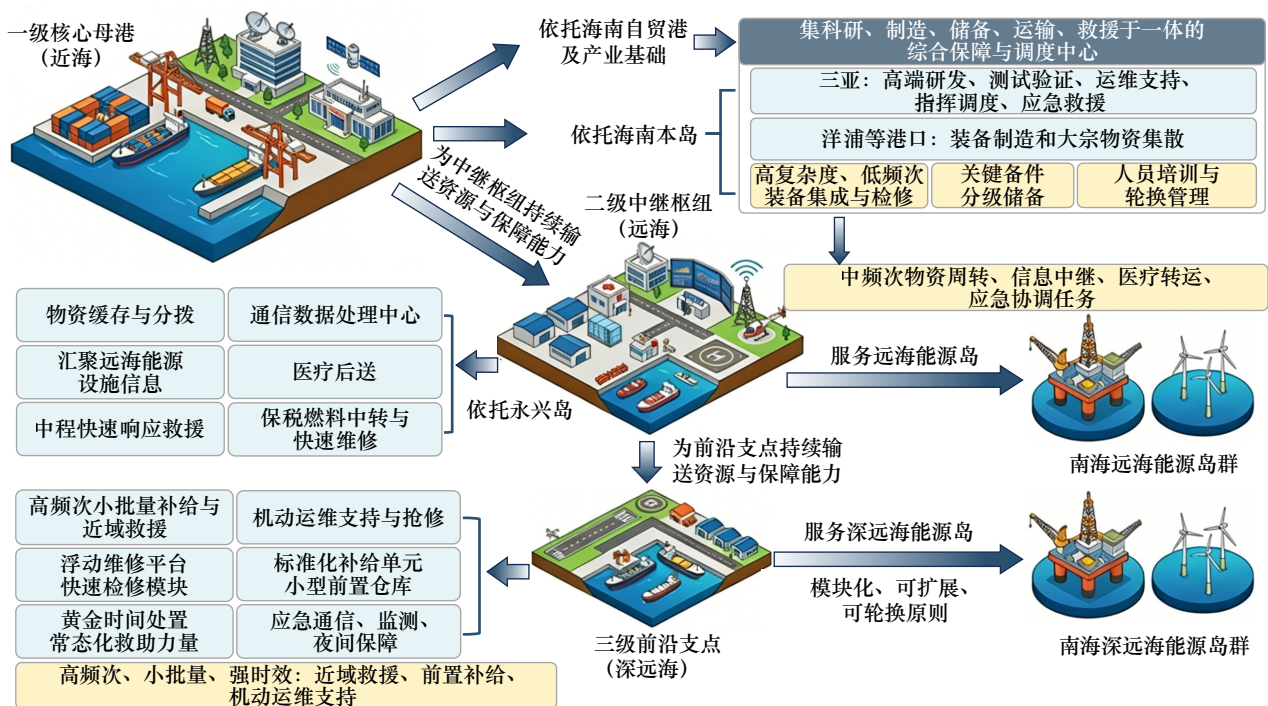 一级核心母港
（近海）
依托海南自贸港
及产业基础
集科研、制造、储备、运输、救援于一体的
综合保障与调度中心
依托海南本岛
三亚：高端研发、测试验证、运维支持、
指挥调度、应急救援
洋浦等港口：装备制造和大宗物资集散
高复杂度、低频次
装备集成与检修
关键备件
分级储备
人员培训与
轮换管理
为中继枢纽持续输
送资源与保障能力
二级中继枢纽
（远海）
中频次物资周转、信息中继、医疗转运、
应急协调任务
物资缓存与分拨
通信数据处理中心
汇聚远海能源
设施信息
医疗后送
中程快速响应救援
保税燃料中转与
快速维修
依托永兴岛
服务远海能源岛
南海远海能源岛群
为前沿支点持续输
送资源与保障能力
高频次小批量补给与
近域救援
机动运维支持与抢修
浮动维修平台
快速检修模块
标准化补给单元
小型前置仓库
黄金时间处置
常态化救助力量
应急通信、监测、
夜间保障
三级前沿支点
（深远海）
服务深远海能源岛
模块化、可扩展、
可轮换原则
南海深远海能源岛群
高频次、小批量、强时效：近域救援、前置补给、
机动运维支持